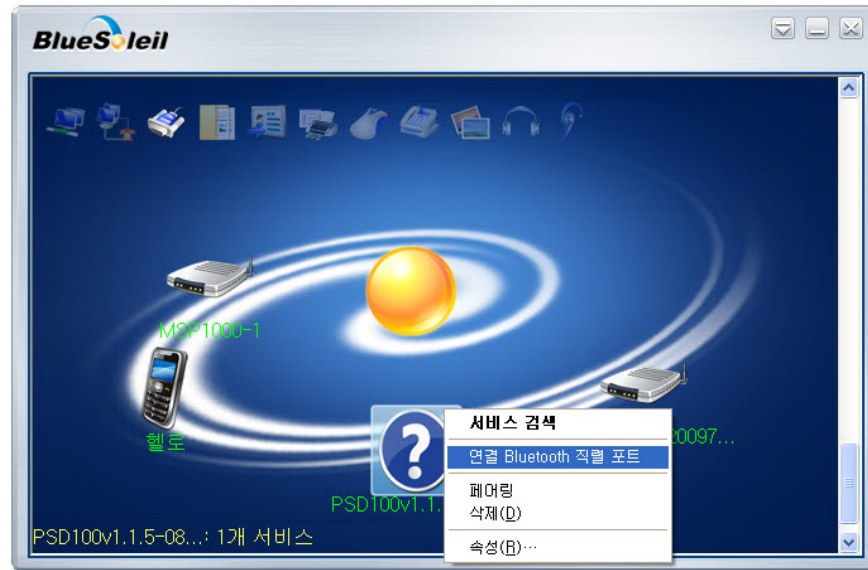 BlueSoleil
MSP1000-1
헬로
서비스 검색
연결 Bluetooth 직렬 포트
페어링
삭제(D)
속성(R)...
20097...
PSD100v1.1.
PSD100v1.1.5-08...: 1개 서비스